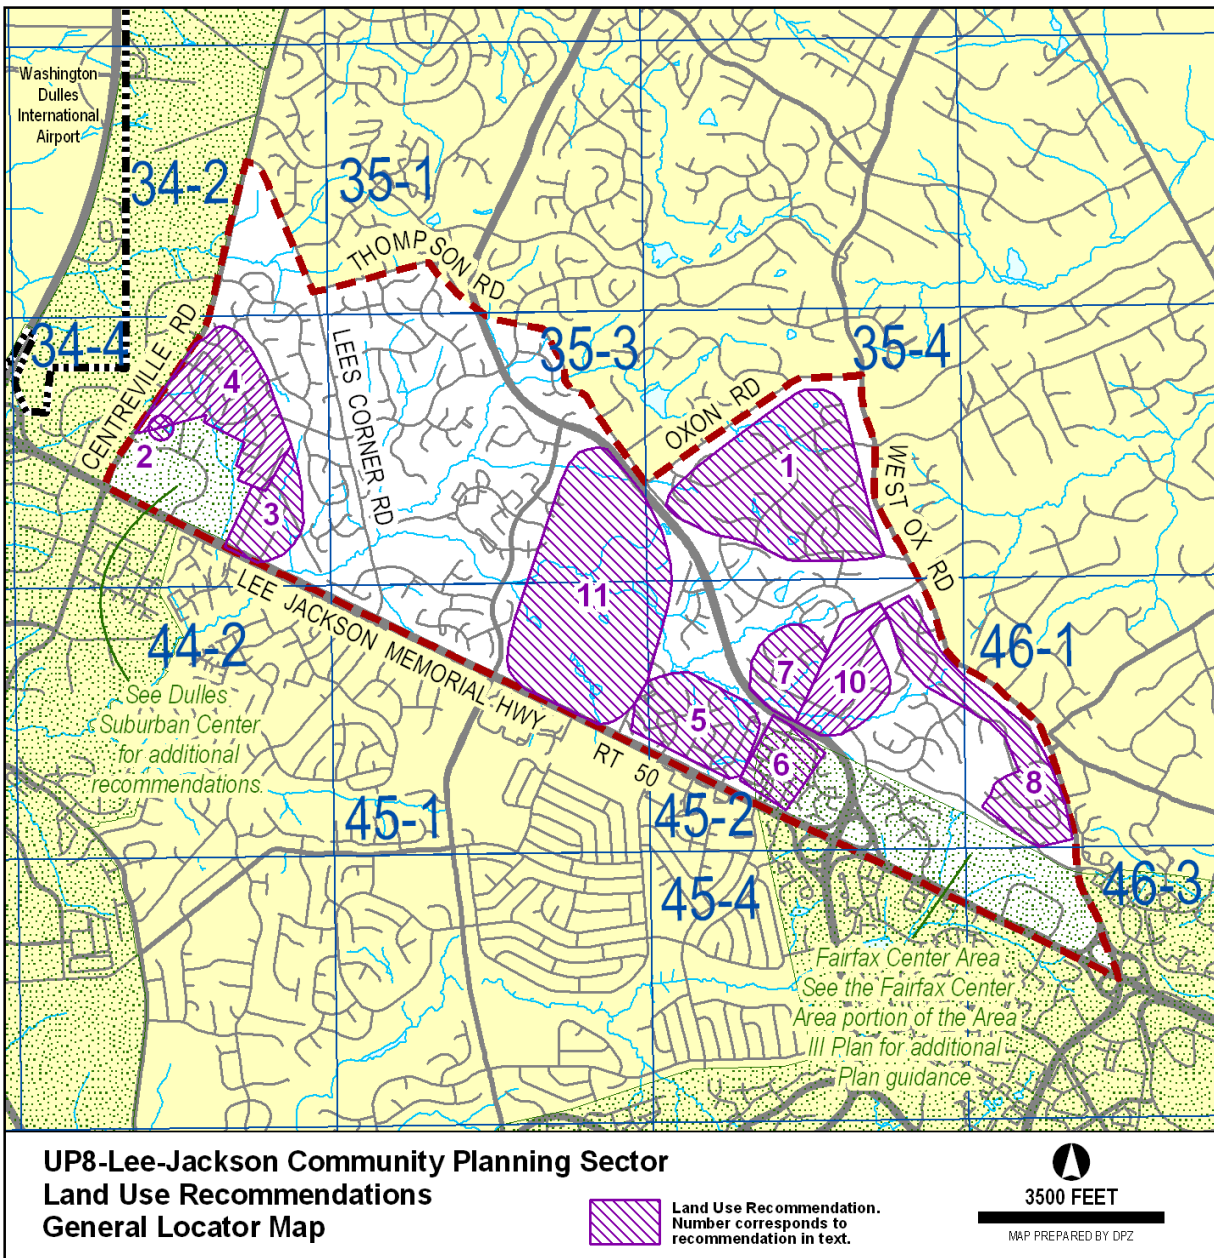 Washington
Dulles
International
Airport
34-2
35-1
THOMPSON RD
34-4
CENTREVILLE RD
LEES CORNER RD
35-3
35-4
OXON RD
WEST OX RD
4
2
3
1
11
LEE JACKSON MEMORIAL HWY
RT 50
44-2
46-1
7
10
5
6
8
See Dulles
Suburban Center
for additional
recommendations.
45-1
45-2
45-4
46-3
Fairfax Center Area
See the Fairfax Center
Area portion of the Area
III Plan for additional
Plan guidance
UP8-Lee-Jackson Community Planning Sector
Land Use Recommendations
General Locator Map
Land Use Recommendation.
Number corresponds to
recommendation in text.
3500 FEET
MAP PREPARED BY DPZ